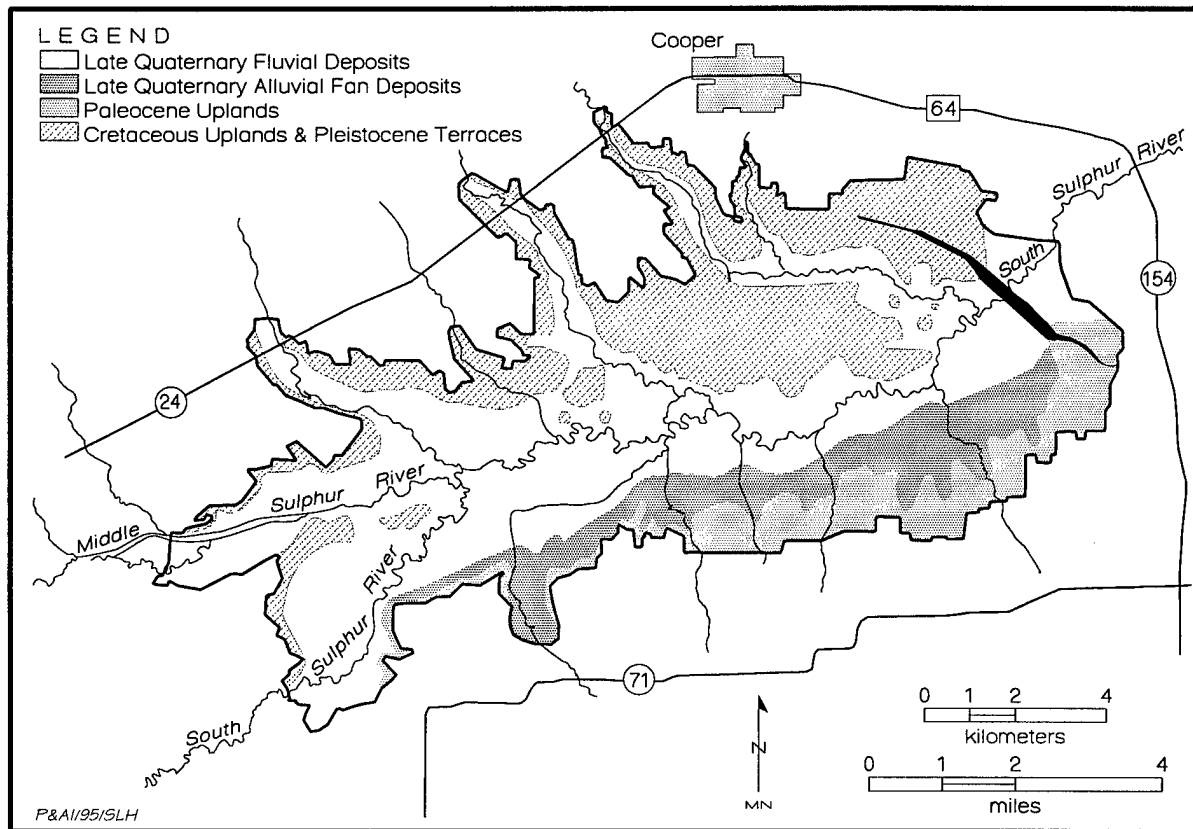 LEGEND
Late Quaternary Fluvial Deposits
Late Quaternary Alluvial Fan Deposits
Paleocene Uplands
Cretaceous Uplands & Pleistocene Terraces
Cooper
64
South Sulphur River
154
24
Middle Sulphur River
South Sulphur River
71
N
MN
0 1 2 4
kilometers
0 1 2 4
miles
P&AI/95/SLH